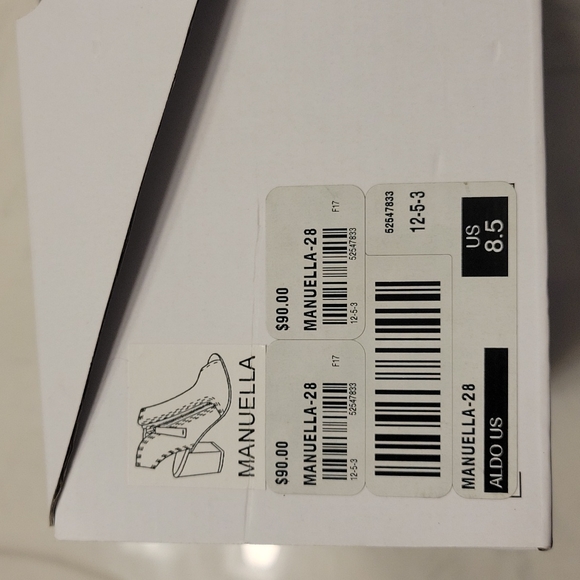 MANUELLA
$90.00
MANUELLA-28
F17
12-5-3
52547833
$90.00
MANUELLA-28
F17
12-5-3
52547833
52547833
12-5-3
MANUELLA-28
ALDO US
US
8.5